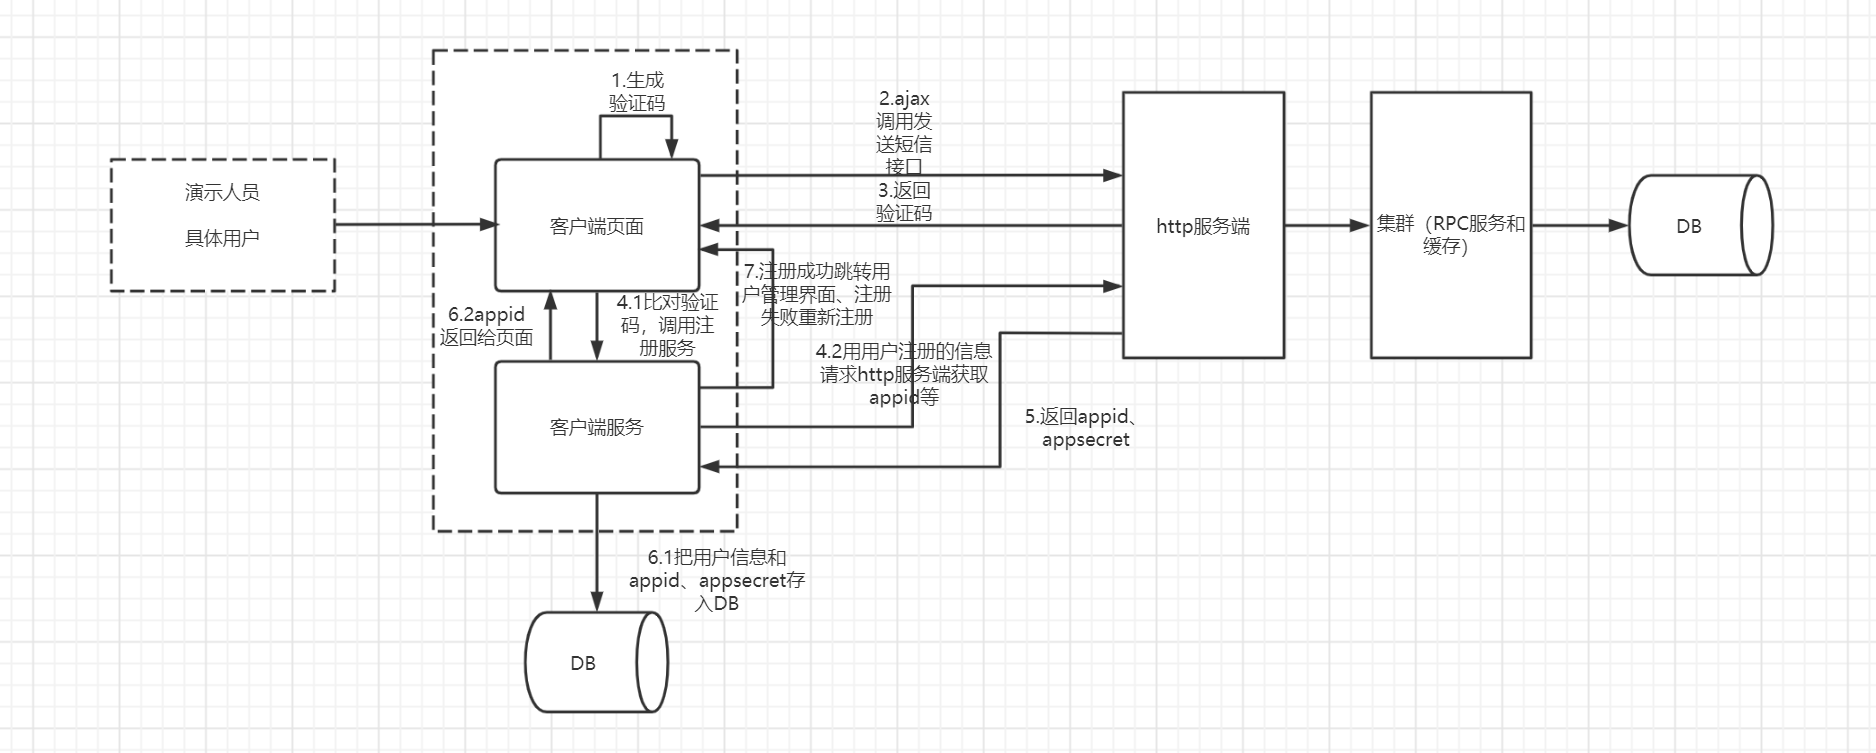 1.生成
验证码
2.ajax
调用发
送短信
接口
3.返回
验证码
演示人员
具体用户
客户端页面
http服务端
集群（RPC服务和
缓存）
DB
7.注册成功跳转用
户管理界面、注册
失败重新注册
6.2appid
返回给页面
4.1比对验证
码，调用注
册服务
4.2用用户注册的信息
请求http服务端获取
appid等
客户端服务
5.返回appid、
appsecret
6.1把用户信息和
appid、appsecret存
入DB
DB